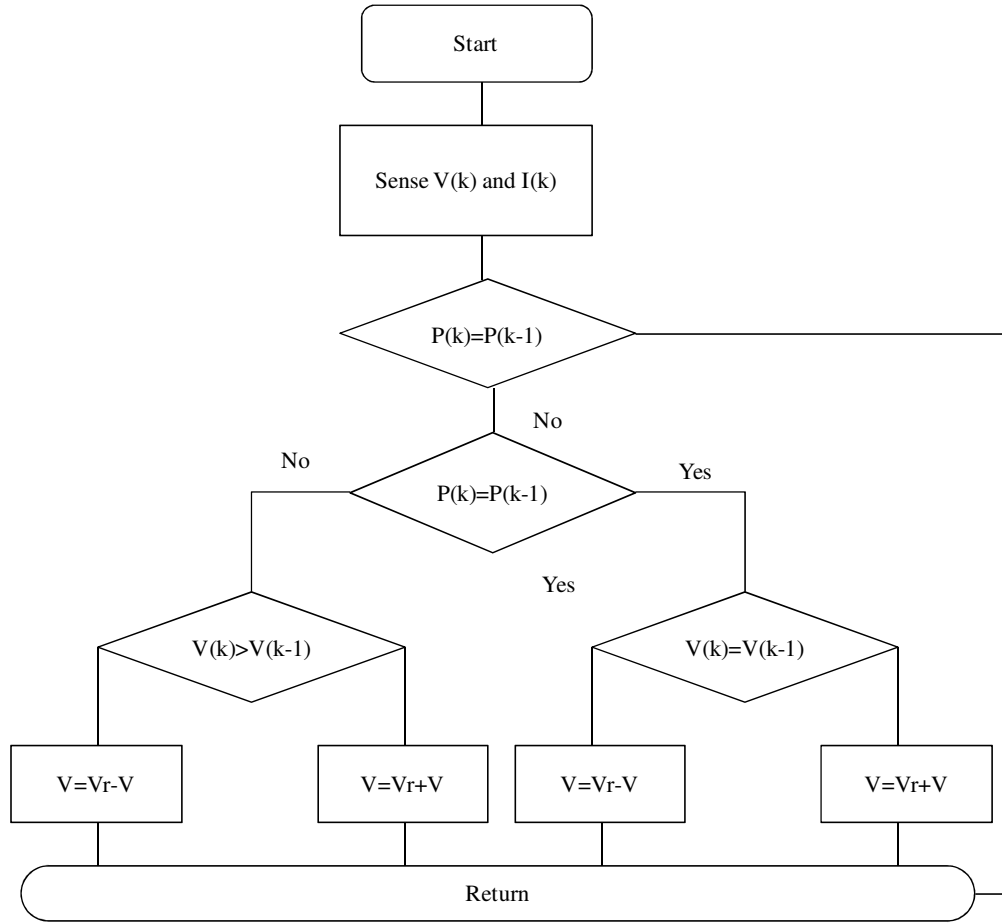 Start
Sense V(k) and I(k)
P(k)=P(k-1)
No
No
Yes
P(k)=P(k-1)
Yes
V(k)>V(k-1)
V(k)=V(k-1)
V=Vr-V
V=Vr+V
V=Vr-V
V=Vr+V
Return